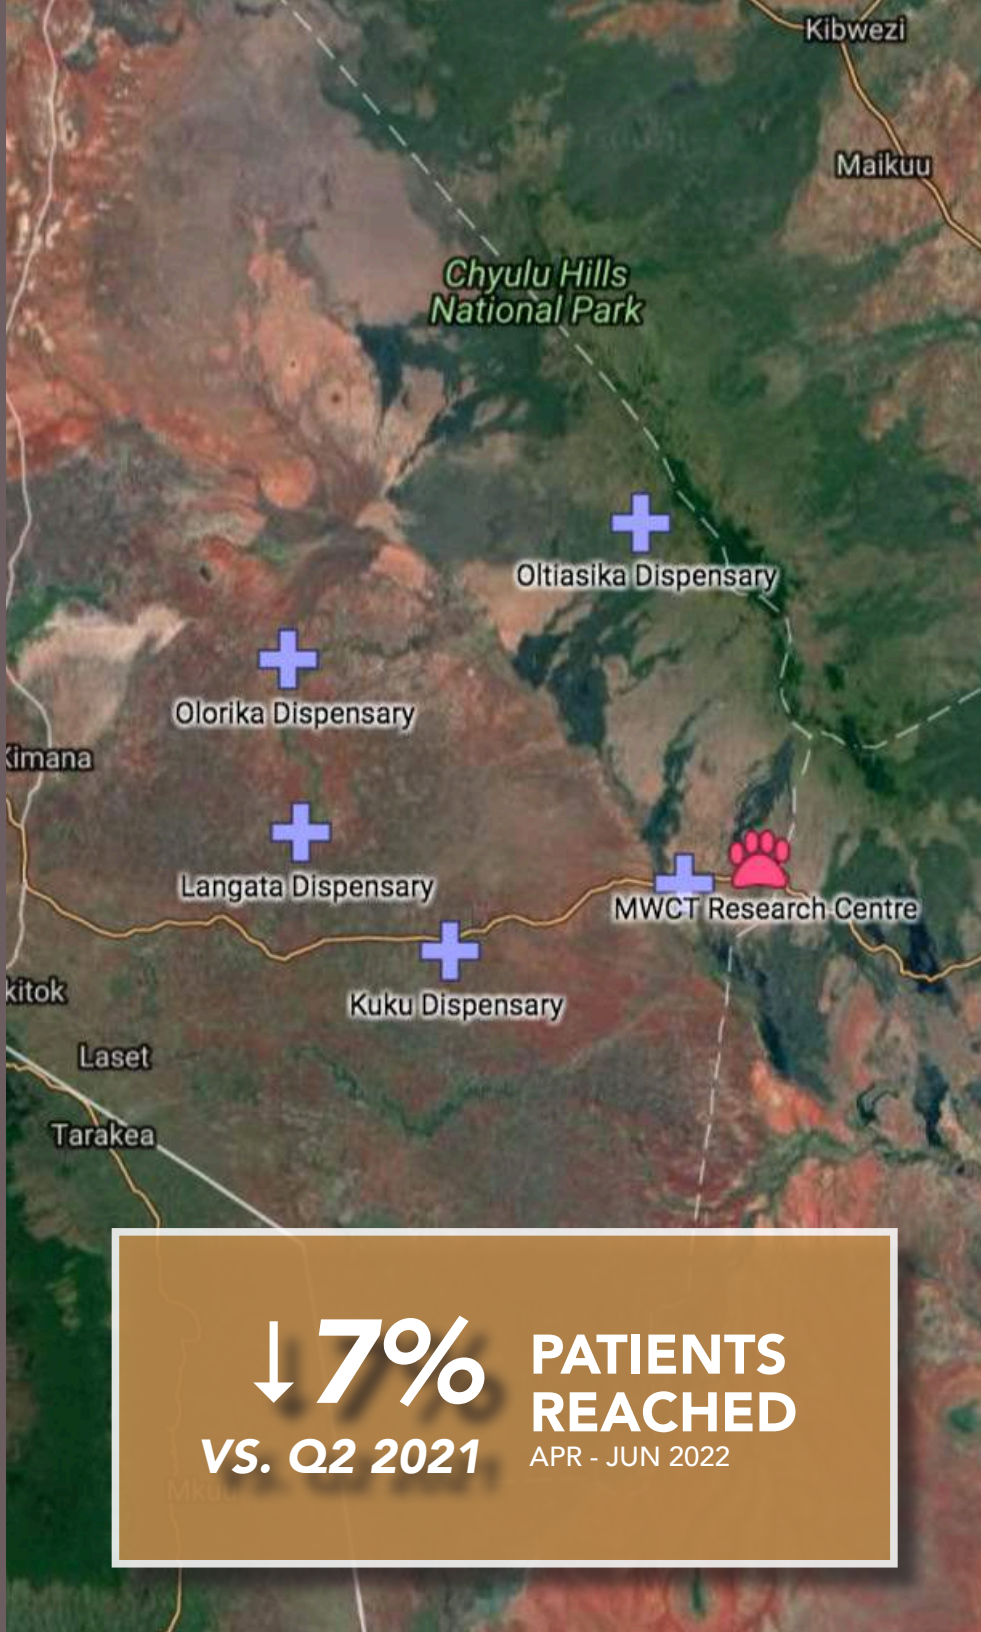 Kibwezi
Maikuu
Chyulu Hills
National Park
Oltiasika Dispensary
Olorika Dispensary
Kimana
Langata Dispensary
MWCT Research Centre
kitok
Kuku Dispensary
Laset
Tarakea
↓7%
VS. Q2 2021
PATIENTS
REACHED
APR - JUN 2022